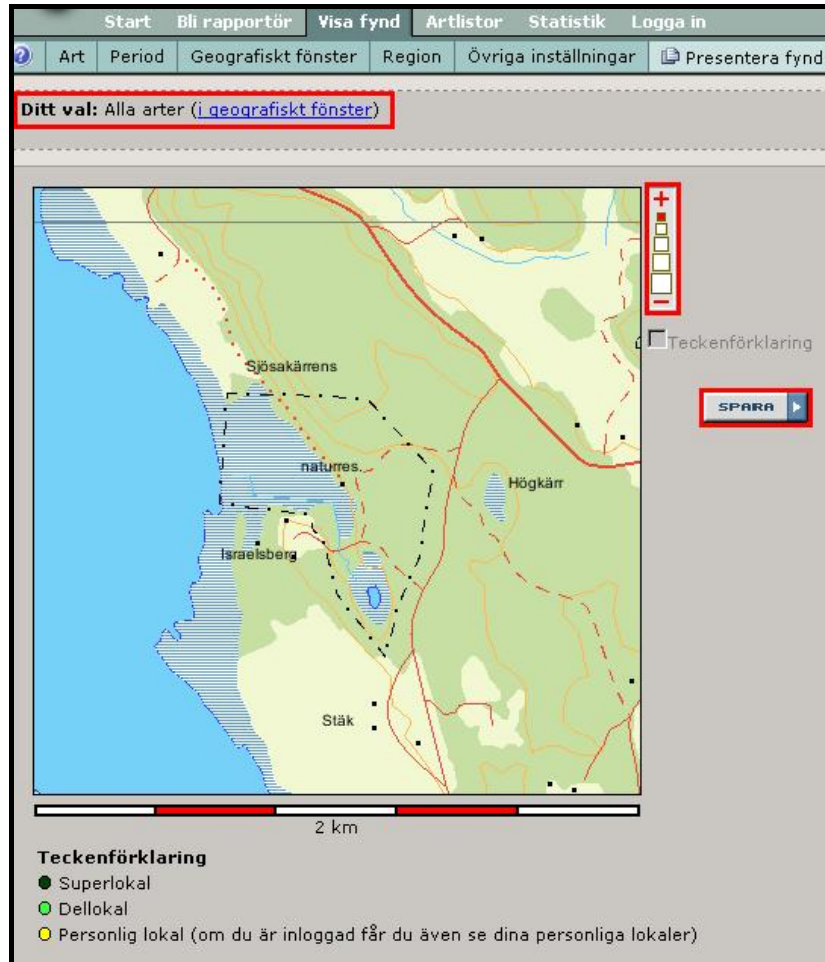 Start Bli rapportör Visa fynd Artlistor Statistik Logga in
? Art Period Geografiskt fönster Region Övriga inställningar Presentera fynd
Ditt val: Alla arter (i geografiskt fönster)
+
−
Teckenförklaring
SPARA
Sjösakärrens
naturres.
Högkärr
Israelsberg
Stäk
2 km
Teckenförklaring
Superlokal
Dellokal
Personlig lokal (om du är inloggad får du även se dina personliga lokaler)